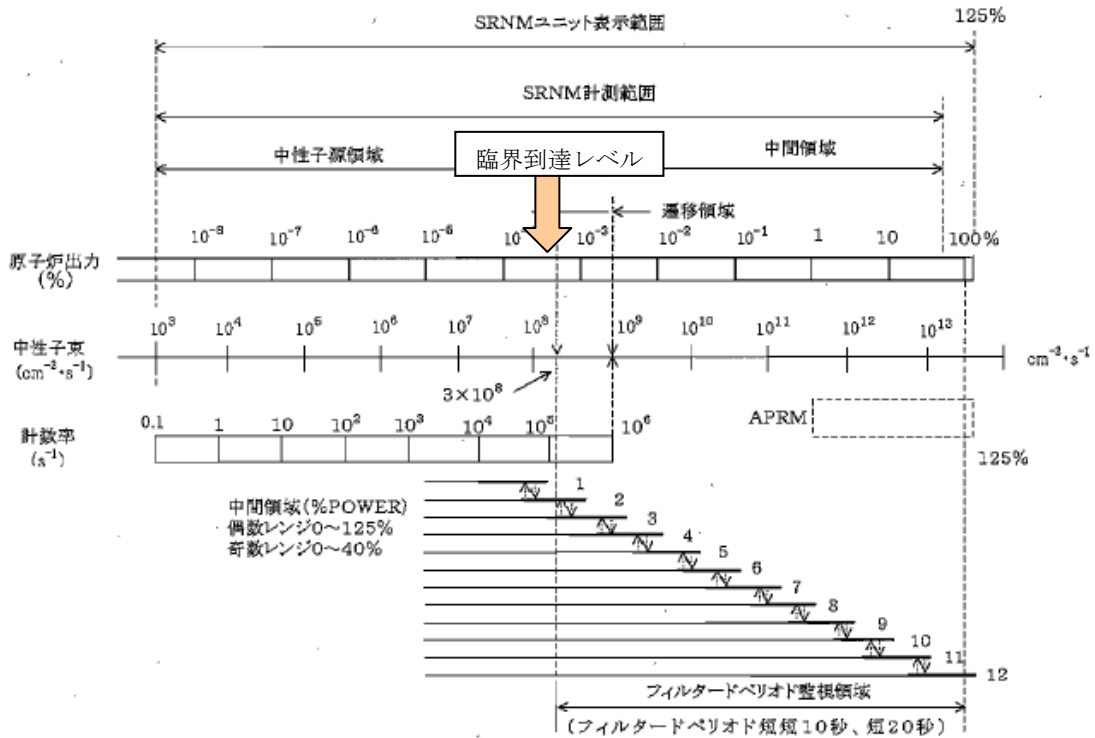 SRNMユニット表示範囲
125%
SRNM計測範囲
中性子源領域
臨界到達レベル
中間領域
遷移領域
10⁻⁸ 10⁻⁷ 10⁻⁶ 10⁻⁵ 10⁻ 10⁻³ 10⁻² 10⁻¹ 1 10 100%
原子炉出力
(%)
10³ 10⁴ 10⁵ 10⁶ 10⁷ 10⁸ 10⁹ 10¹⁰ 10¹¹ 10¹² 10¹³
中性子束
(cm⁻²・s⁻¹)
cm⁻²・s⁻¹
3×10⁸
APRM
0.1 1 10 10² 10³ 10⁴ 10⁵ 10⁶
計数率
(s⁻¹)
125%
中間領域(%POWER)
偶数レンジ0~125%
奇数レンジ0~40%
1
2
3
4
5
6
7
8
9
10
11
12
フィルタードペリオド監視領域
(フィルタードペリオド短短10秒、短20秒)